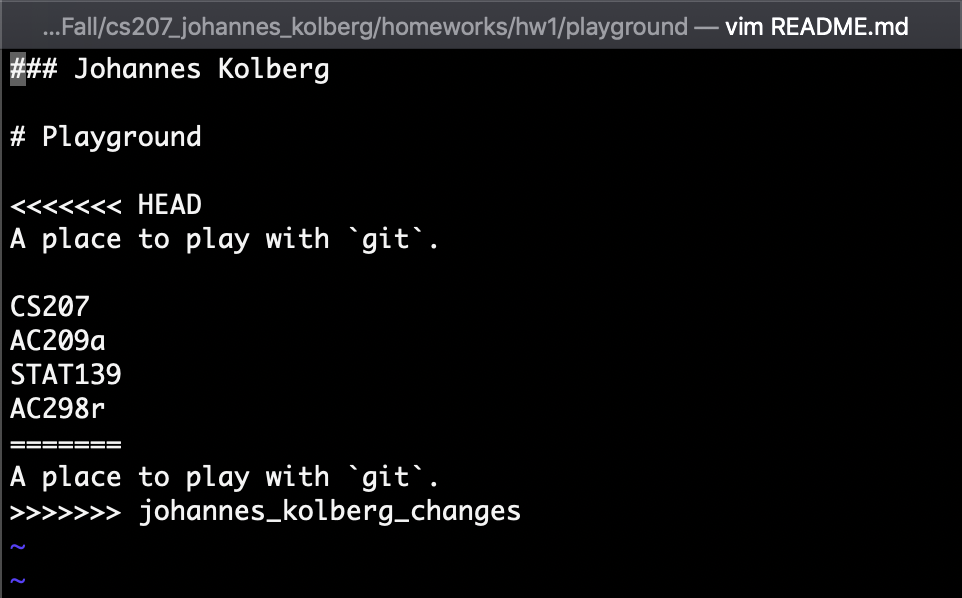 ...Fall/cs207_johannes_kolberg/homeworks/hw1/playground — vim README.md
### Johannes Kolberg
# Playground
<<<<<<< HEAD
A place to play with `git`.
CS207
AC209a
STAT139
AC298r
=======
A place to play with `git`.
>>>>>>> johannes_kolberg_changes
~
~